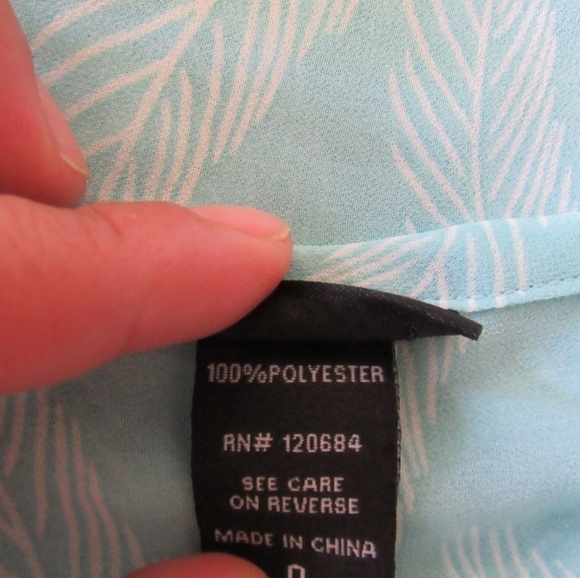 100%POLYESTER
RN# 120684
SEE CARE
ON REVERSE
MADE IN CHINA